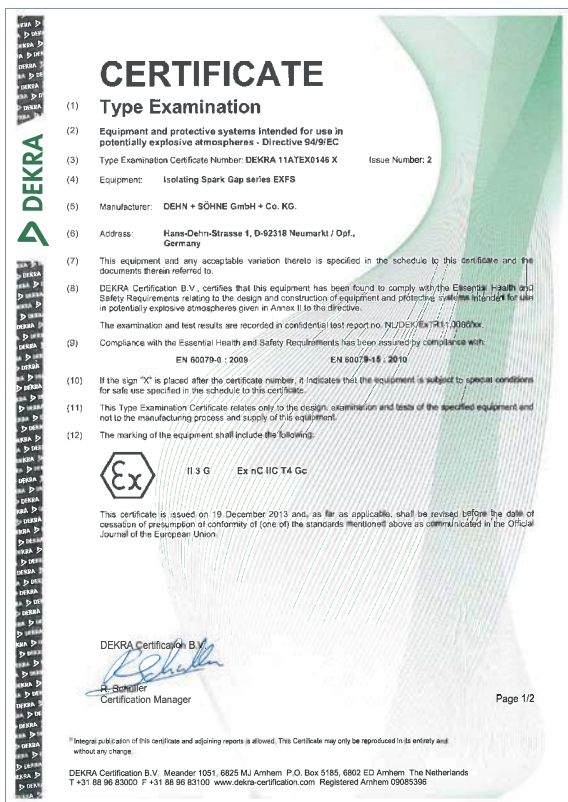 DEKRA
CERTIFICATE
(1) Type Examination
(2) Equipment and protective systems intended for use in
potentially explosive atmospheres - Directive 94/9/EC
(3) Type Examination Certificate Number: DEKRA 11ATEX0146 X Issue Number: 2
(4) Equipment: Isolating Spark Gap series EXFS
(5) Manufacturer: DEHN + SÖHNE GmbH + Co. KG.
(6) Address: Hans-Dehn-Strasse 1, D-92318 Neumarkt / Opf.,
Germany
(7) This equipment and any acceptable variation thereto is specified in the schedule to this certificate and the
documents therein referred to.
(8) DEKRA Certification B.V., certifies that this equipment has been found to comply with the Essential Health and
Safety Requirements relating to the design and construction of equipment and protective systems intended for use
in potentially explosive atmospheres given in Annex II to the directive.
The examination and test results are recorded in confidential test report no. NL/DEK/ExTR11.0066/xx.
(9) Compliance with the Essential Health and Safety Requirements has been assured by compliance with:
EN 60079-0 : 2009 EN 60079-15 : 2010
(10) If the sign "X" is placed after the certificate number, it indicates that the equipment is subject to special conditions
for safe use specified in the schedule to this certificate.
(11) This Type Examination Certificate relates only to the design, examination and tests of the specified equipment and
not to the manufacturing process and supply of this equipment.
(12) The marking of the equipment shall include the following:
Ex II 3 G Ex nC IIC T4 Gc
This certificate is issued on 19 December 2013 and, as far as applicable, shall be revised before the date of
cessation of presumption of conformity of (one of) the standards mentioned above as communicated in the Official
Journal of the European Union.
DEKRA Certification B.V.
R. Schuller
Certification Manager
Page 1/2
© Integral publication of this certificate and adjoining reports is allowed. This Certificate may only be reproduced in its entirety and
without any change.
DEKRA Certification B.V. Meander 1051, 6825 MJ Arnhem P.O. Box 5185, 6802 ED Arnhem The Netherlands
T +31 88 96 83000 F +31 88 96 83100 www.dekra-certification.com Registered Arnhem 09085396